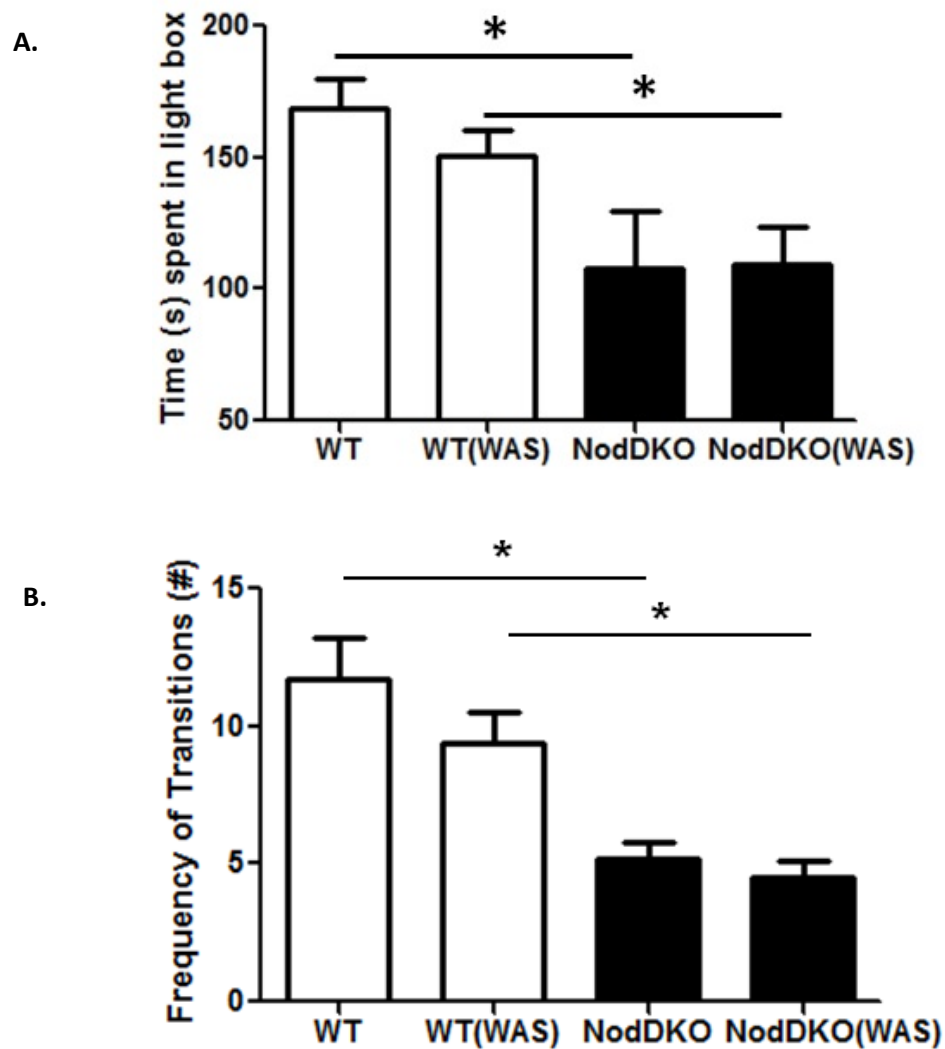 A.
Time (s) spent in light box
200
150
100
50
*
*
WT WT(WAS) NodDKO NodDKO(WAS)
B.
Frequency of Transitions (#)
15
10
5
0
*
*
WT WT(WAS) NodDKO NodDKO(WAS)